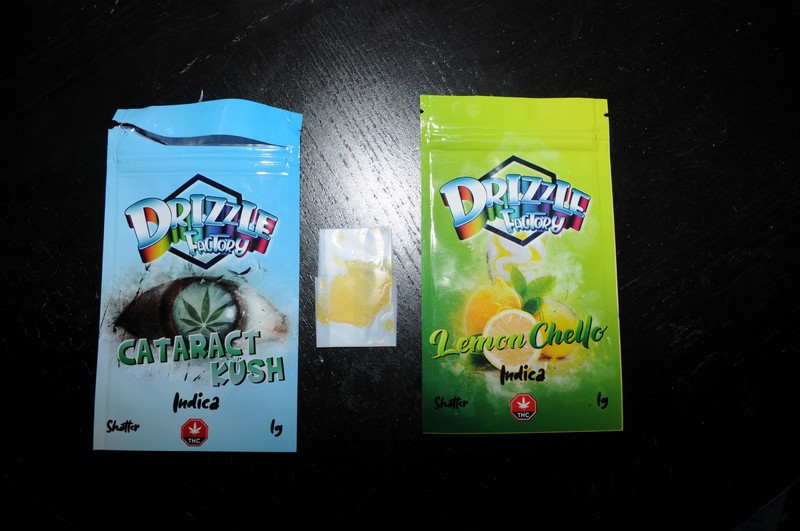 DRIZZLE
FACTORY
CATARACT
KUSH
Indica
Shatter
1g
THC
DRIZZLE
FACTORY
Lemon Chello
Indica
Shatter
1g
THC